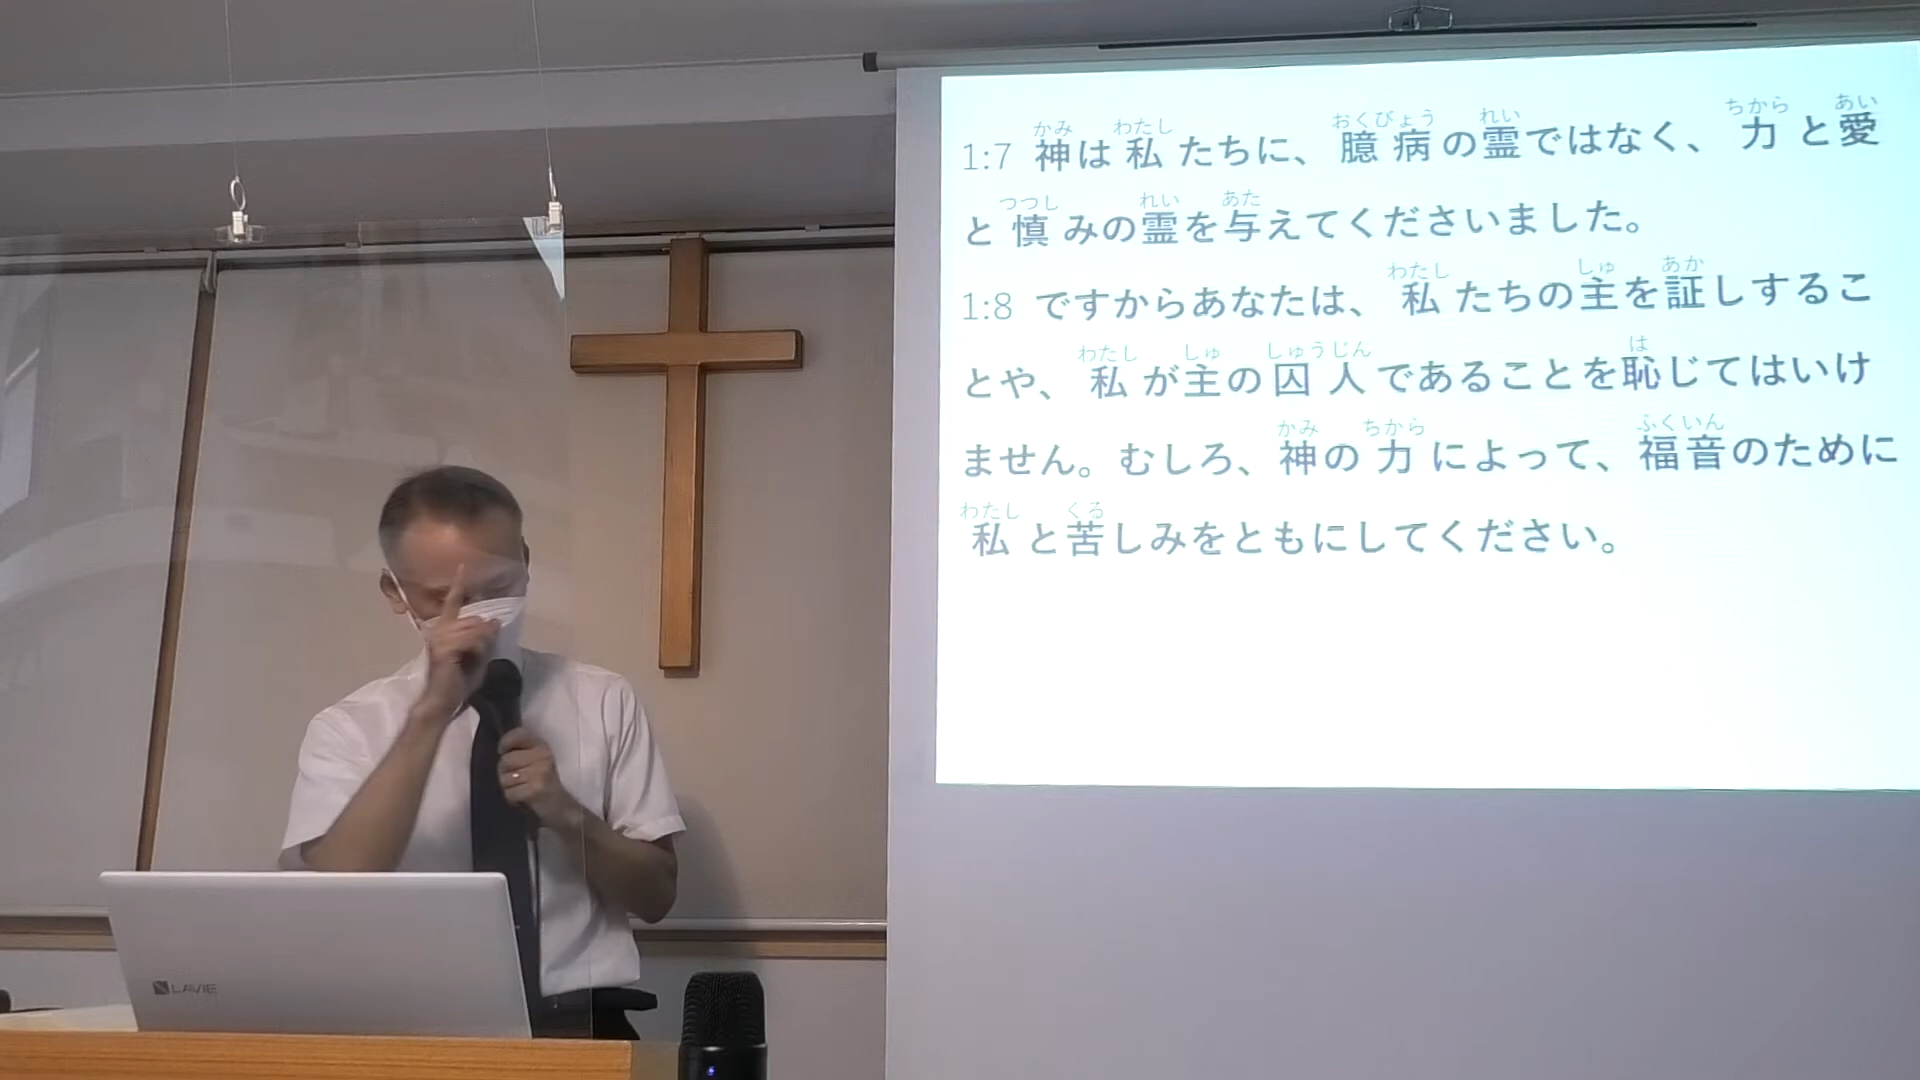 1:7 神は私たちに、臆病の霊ではなく、力と愛
と慎みの霊を与えてくださいました。
1:8 ですからあなたは、私たちの主を証しするこ
とや、私が主の囚人であることを恥じてはいけ
ません。むしろ、神の力によって、福音のために
私と苦しみをともにしてください。
LAVIE